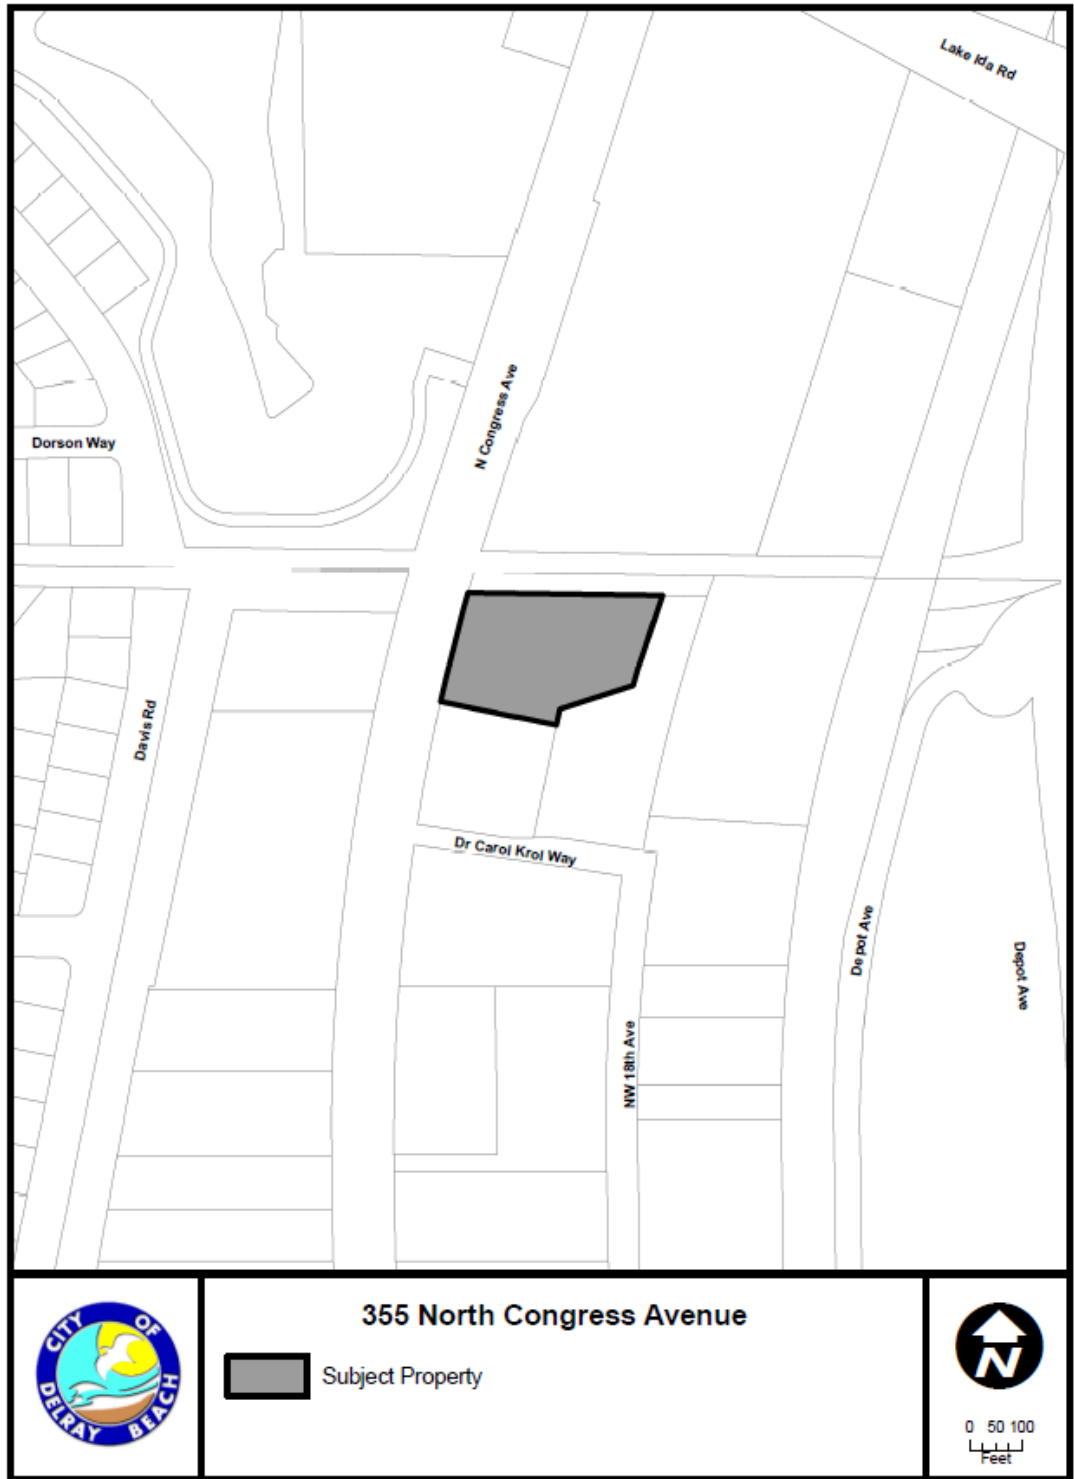 Lake Ida Rd
N Congress Ave
Dorson Way
Davis Rd
Dr Carol Krol Way
Depot Ave
Depot Ave
NW 18th Ave
CITY OF
DELRAY BEACH
355 North Congress Avenue
Subject Property
N
0 50 100
Feet